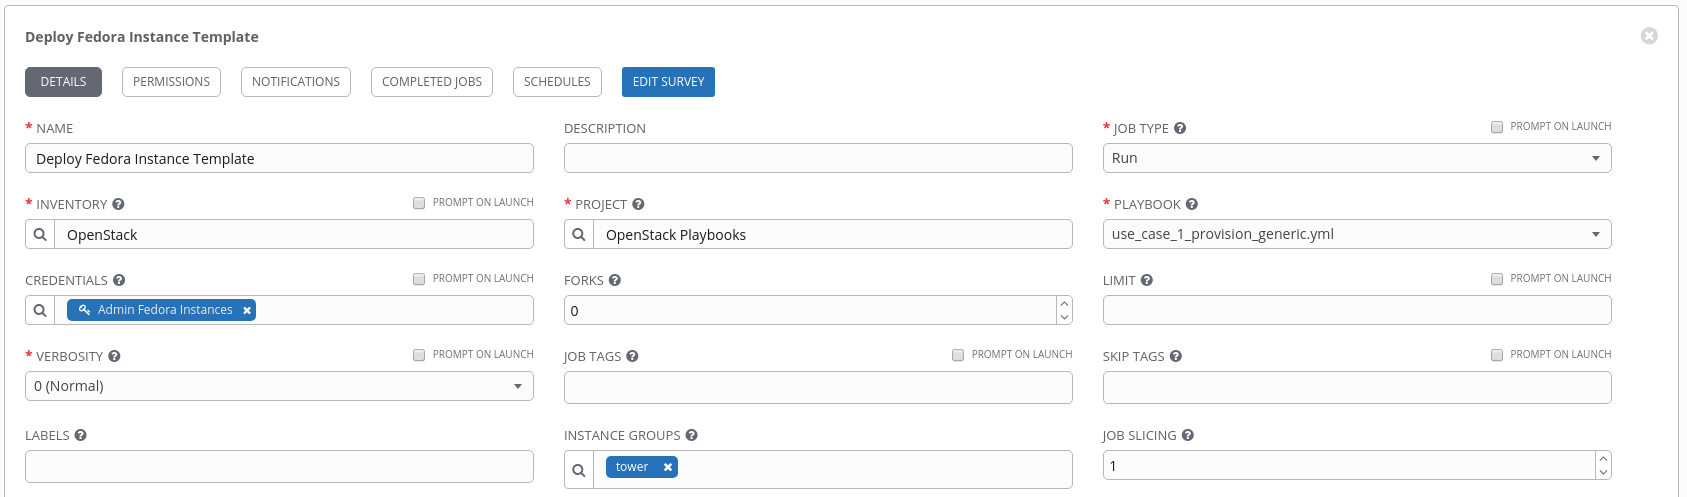 Deploy Fedora Instance Template
DETAILS PERMISSIONS NOTIFICATIONS COMPLETED JOBS SCHEDULES EDIT SURVEY
* NAME DESCRIPTION * JOB TYPE ? PROMPT ON LAUNCH
Deploy Fedora Instance Template Run
* INVENTORY ? PROMPT ON LAUNCH * PROJECT ? * PLAYBOOK ?
OpenStack OpenStack Playbooks use_case_1_provision_generic.yml
CREDENTIALS ? PROMPT ON LAUNCH FORKS ? LIMIT ? PROMPT ON LAUNCH
Admin Fedora Instances 0
* VERBOSITY ? PROMPT ON LAUNCH JOB TAGS ? PROMPT ON LAUNCH SKIP TAGS ? PROMPT ON LAUNCH
0 (Normal)
LABELS ? INSTANCE GROUPS ? JOB SLICING ?
tower 1